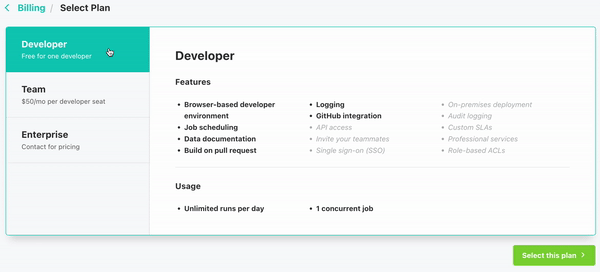 Billing / Select Plan
Developer
Free for one developer
Team
$50/mo per developer seat
Enterprise
Contact for pricing
Developer
Features
• Browser-based developer
environment
• Job scheduling
• Data documentation
• Build on pull request
• Logging
• GitHub integration
• API access
• Invite your teammates
• Single sign-on (SSO)
• On-premises deployment
• Audit logging
• Custom SLAs
• Professional services
• Role-based ACLs
Usage
• Unlimited runs per day
• 1 concurrent job
Select this plan